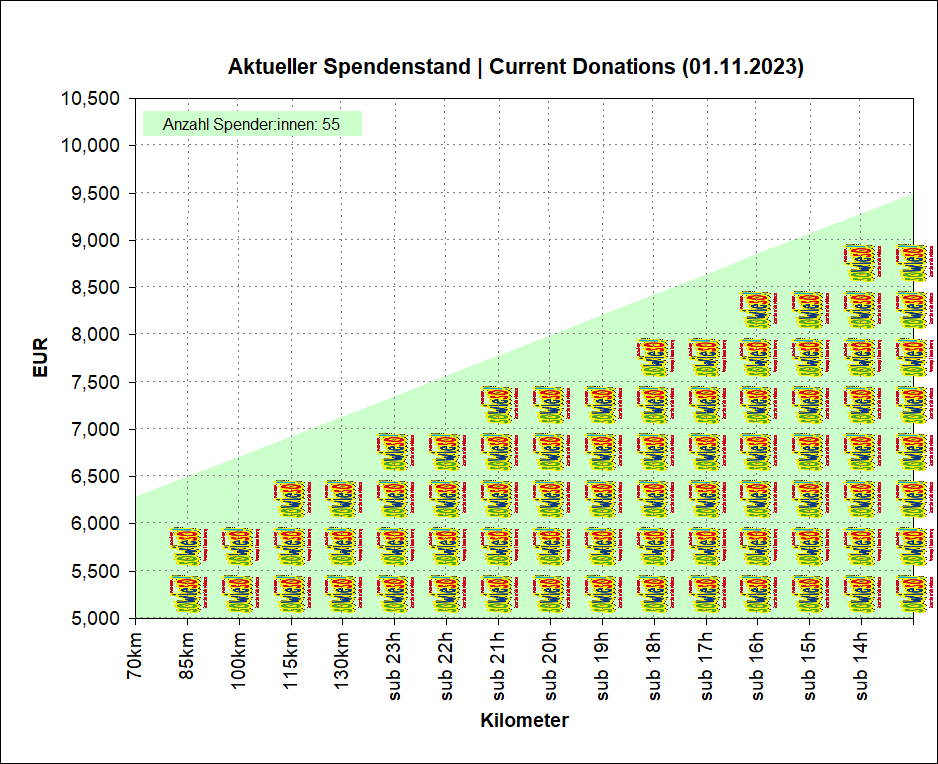 Aktueller Spendenstand | Current Donations (01.11.2023)
10,500
Anzahl Spender:innen: 55
10,000
9,500
9,000
8,500
8,000
7,500
7,000
6,500
6,000
5,500
5,000
EUR
70km
85km
100km
115km
130km
sub 23h
sub 22h
sub 21h
sub 20h
sub 19h
sub 18h
sub 17h
sub 16h
sub 15h
sub 14h
Kilometer